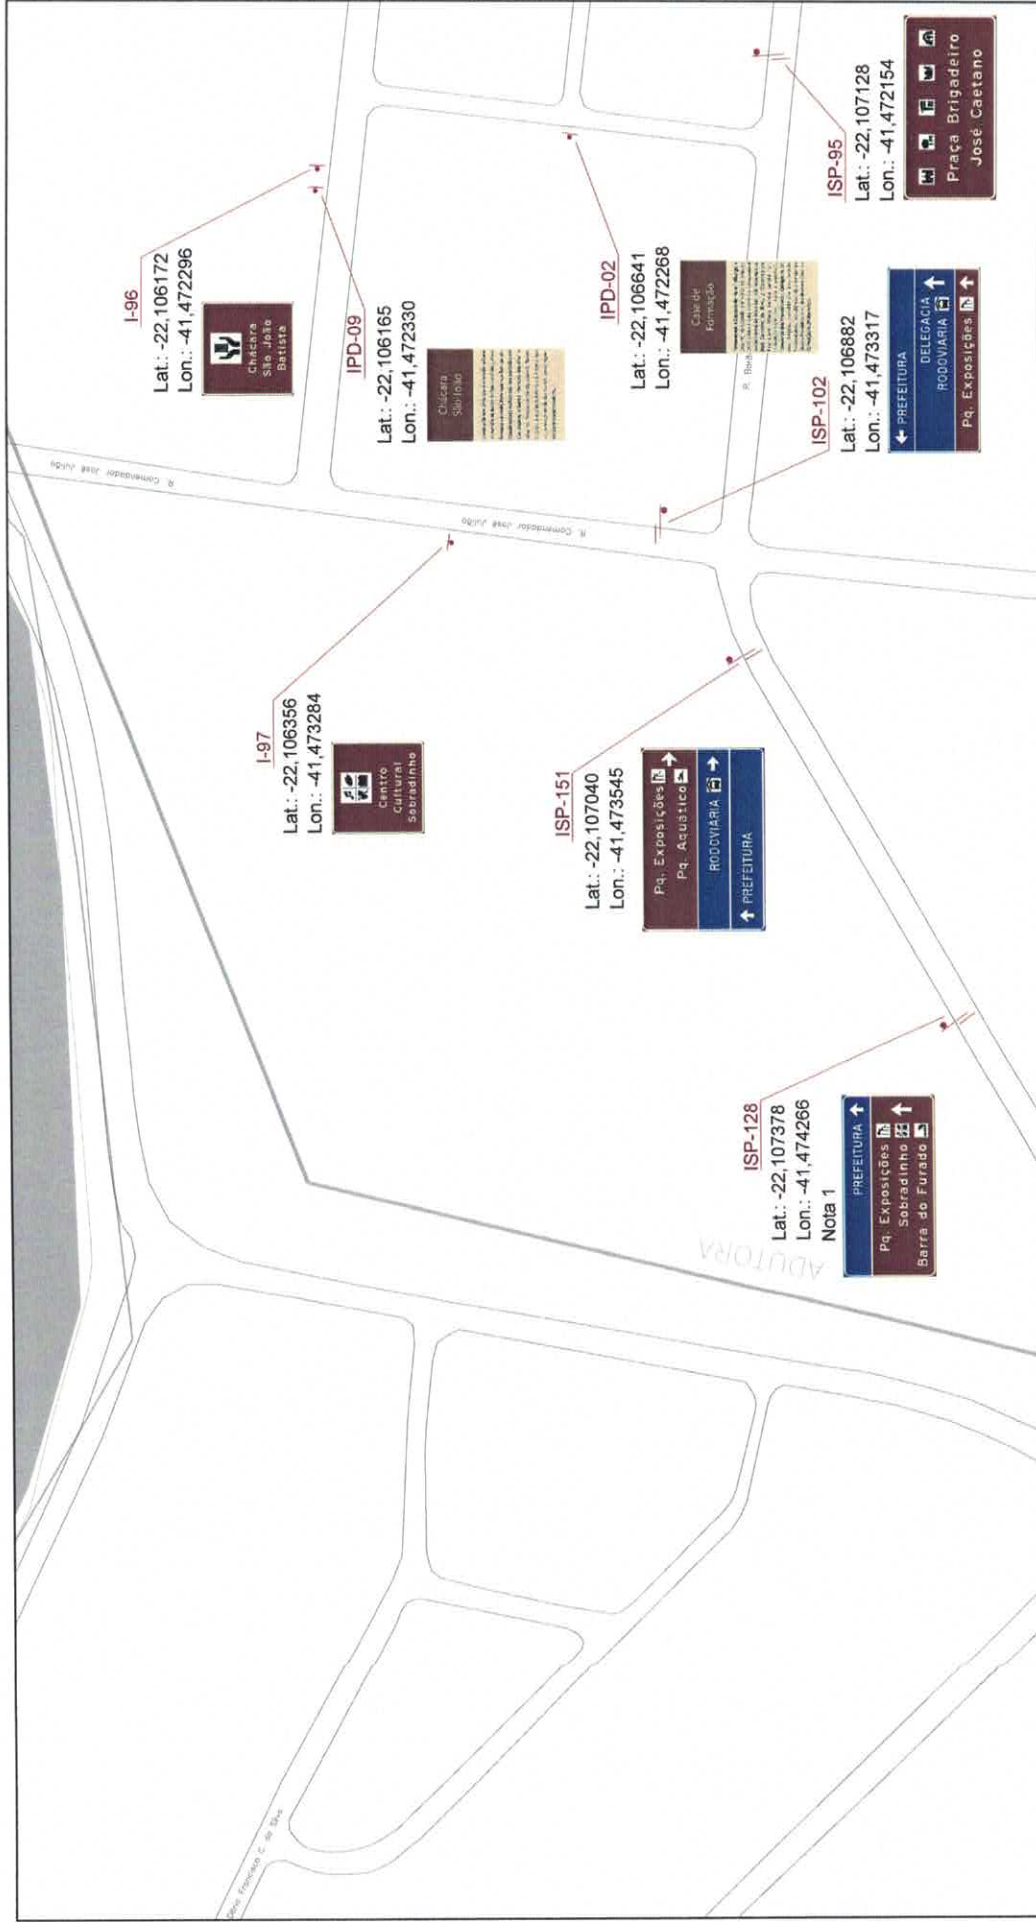 I-96
Lat.: -22,106172
Lon.: -41,472296
Chácara
São João
Batista
IPD-09
Lat.: -22,106165
Lon.: -41,472330
Chácara
São João
IPD-02
Lat.: -22,106641
Lon.: -41,472268
Casa de
Formação
ISP-95
Lat.: -22,107128
Lon.: -41,472154
Praça Brigadeiro
José Caetano
ISP-102
Lat.: -22,106882
Lon.: -41,473317
← PREFEITURA
DELEGACIA
RODOVIÁRIA ↑
Pq. Exposições ↑
I-97
Lat.: -22,106356
Lon.: -41,473284
Centro
Cultural
Sobradinho
ISP-151
Lat.: -22,107040
Lon.: -41,473545
Pq. Exposições →
Pq. Aquático
RODOVIÁRIA →
↑ PREFEITURA
ISP-128
Lat.: -22,107378
Lon.: -41,474266
Nota 1
PREFEITURA ↑
Pq. Exposições
Sobradinho ↑
Barra do Furado
ADUTORA
R. Comendador José Julião
R. Comendador José Julião
Francisco C. da Silva